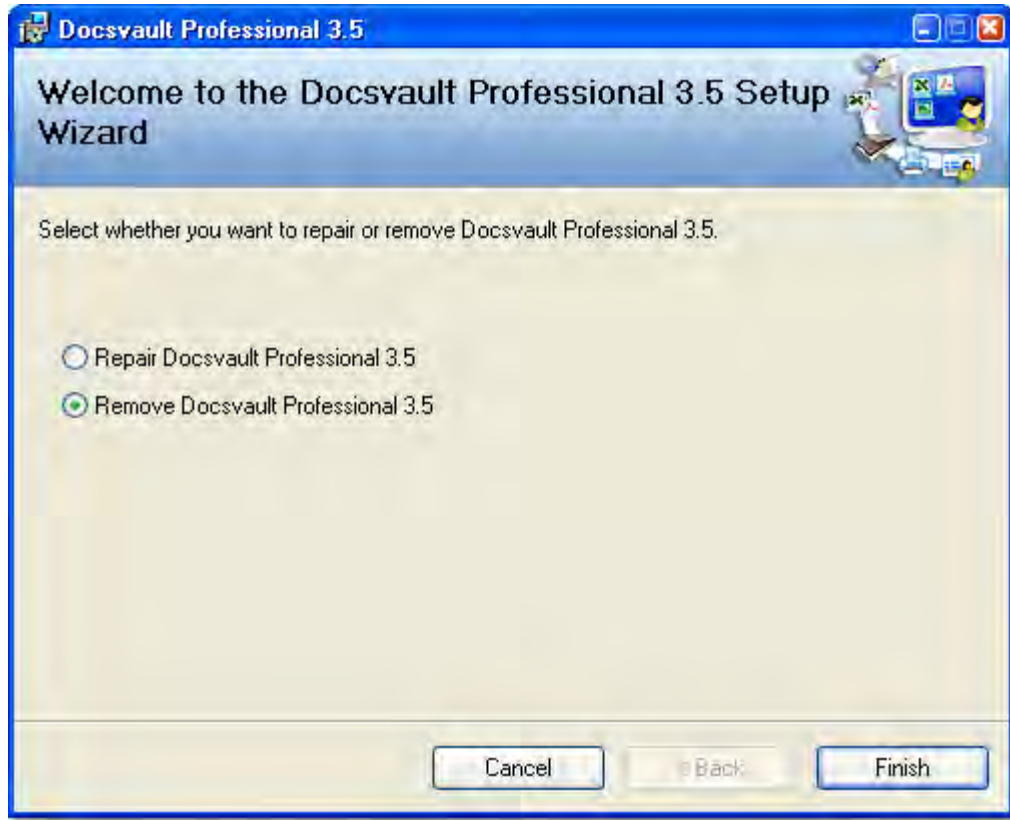 Docsvault Professional 3.5
Welcome to the Docsvault Professional 3.5 Setup
Wizard
Select whether you want to repair or remove Docsvault Professional 3.5.
Repair Docsvault Professional 3.5
Remove Docsvault Professional 3.5
Cancel
< Back
Finish